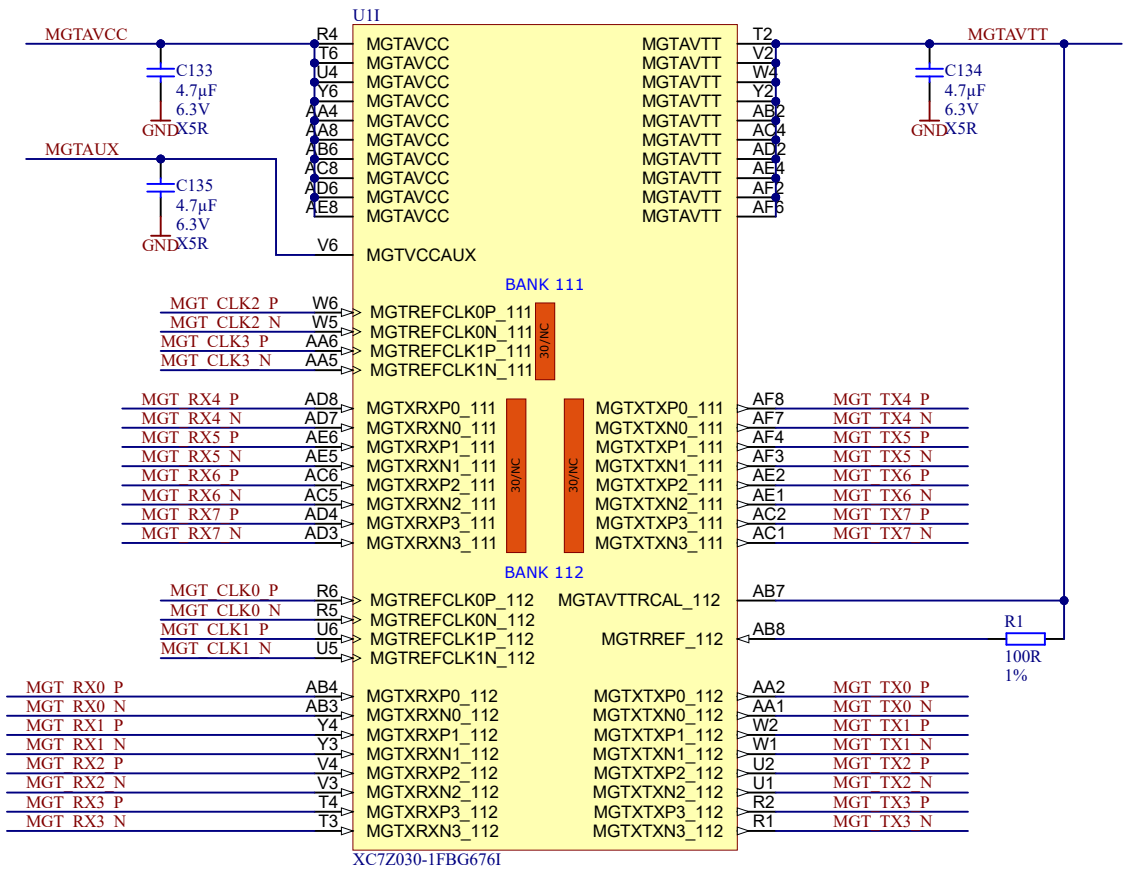 U1I
MGTAVCC R4 MGTAVCC MGTAVTT T2 MGTAVTT
T6 MGTAVCC MGTAVTT V2
C133 U4 MGTAVCC MGTAVTT W4 C134
4.7µF Y6 MGTAVCC MGTAVTT Y2 4.7µF
6.3V AA4 MGTAVCC MGTAVTT AB2 6.3V
GND X5R AA8 MGTAVCC MGTAVTT AC4 GND X5R
MGTAUX AB6 MGTAVCC MGTAVTT AD2
C135 AC8 MGTAVCC MGTAVTT AE4
4.7µF AD6 MGTAVCC MGTAVTT AF2
6.3V AE8 MGTAVCC MGTAVTT AF6
GND X5R
V6 MGTVCCAUX
BANK 111
MGT_CLK2_P W6 MGTREFCLK0P_111
MGT_CLK2_N W5 MGTREFCLK0N_111
MGT_CLK3_P AA6 MGTREFCLK1P_111
MGT_CLK3_N AA5 MGTREFCLK1N_111
30/NC
MGT_RX4_P AD8 MGTXRXP0_111 MGTXTXP0_111 AF8 MGT_TX4_P
MGT_RX4_N AD7 MGTXRXN0_111 MGTXTXN0_111 AF7 MGT_TX4_N
MGT_RX5_P AE6 MGTXRXP1_111 MGTXTXP1_111 AF4 MGT_TX5_P
MGT_RX5_N AE5 MGTXRXN1_111 MGTXTXN1_111 AF3 MGT_TX5_N
MGT_RX6_P AC6 MGTXRXP2_111 MGTXTXP2_111 AE2 MGT_TX6_P
MGT_RX6_N AC5 MGTXRXN2_111 MGTXTXN2_111 AE1 MGT_TX6_N
MGT_RX7_P AD4 MGTXRXP3_111 MGTXTXP3_111 AC2 MGT_TX7_P
MGT_RX7_N AD3 MGTXRXN3_111 MGTXTXN3_111 AC1 MGT_TX7_N
30/NC 30/NC
BANK 112
MGT_CLK0_P R6 MGTREFCLK0P_112 MGTAVTTRCAL_112 AB7
MGT_CLK0_N R5 MGTREFCLK0N_112
MGT_CLK1_P U6 MGTREFCLK1P_112 MGTRREF_112 AB8 R1
MGT_CLK1_N U5 MGTREFCLK1N_112 100R
1%
MGT_RX0_P AB4 MGTXRXP0_112 MGTXTXP0_112 AA2 MGT_TX0_P
MGT_RX0_N AB3 MGTXRXN0_112 MGTXTXN0_112 AA1 MGT_TX0_N
MGT_RX1_P Y4 MGTXRXP1_112 MGTXTXP1_112 W2 MGT_TX1_P
MGT_RX1_N Y3 MGTXRXN1_112 MGTXTXN1_112 W1 MGT_TX1_N
MGT_RX2_P V4 MGTXRXP2_112 MGTXTXP2_112 U2 MGT_TX2_P
MGT_RX2_N V3 MGTXRXN2_112 MGTXTXN2_112 U1 MGT_TX2_N
MGT_RX3_P T4 MGTXRXP3_112 MGTXTXP3_112 R2 MGT_TX3_P
MGT_RX3_N T3 MGTXRXN3_112 MGTXTXN3_112 R1 MGT_TX3_N
XC7Z030-1FBG676I